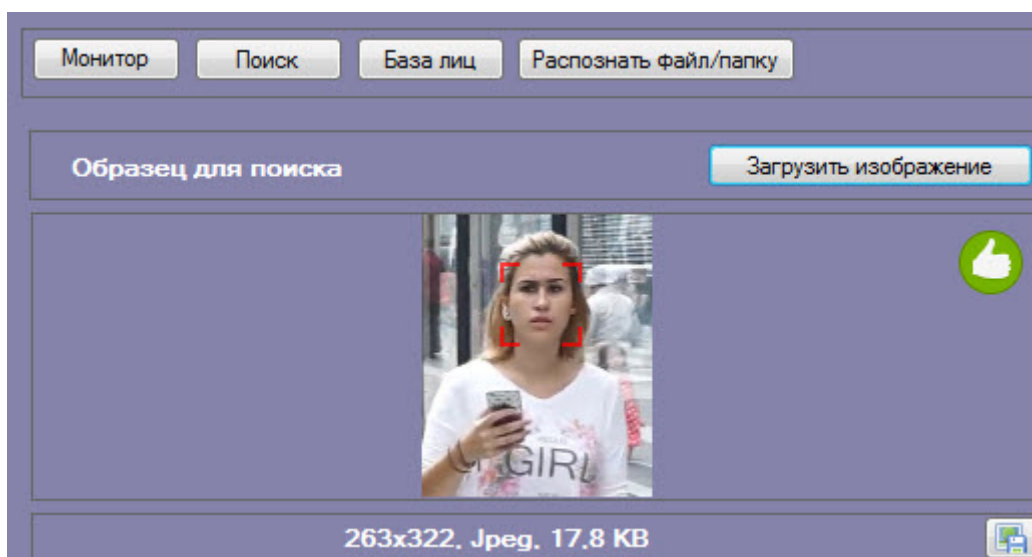 Монитор Поиск База лиц Распознать файл/папку
Образец для поиска Загрузить изображение
GIRL
263x322, Jpeg, 17,8 KB